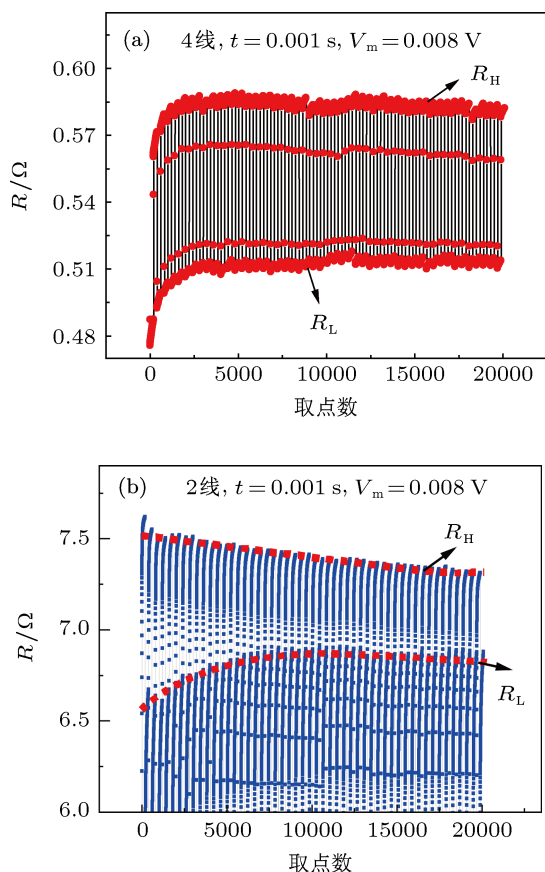 (a) 4线, t = 0.001 s, Vm = 0.008 V
RH
0.60
0.57
0.54
0.51
0.48
R/Ω
RL
0 5000 10000 15000 20000
取点数
(b) 2线, t = 0.001 s, Vm = 0.008 V
RH
7.5
7.0
6.5
6.0
R/Ω
RL
0 5000 10000 15000 20000
取点数